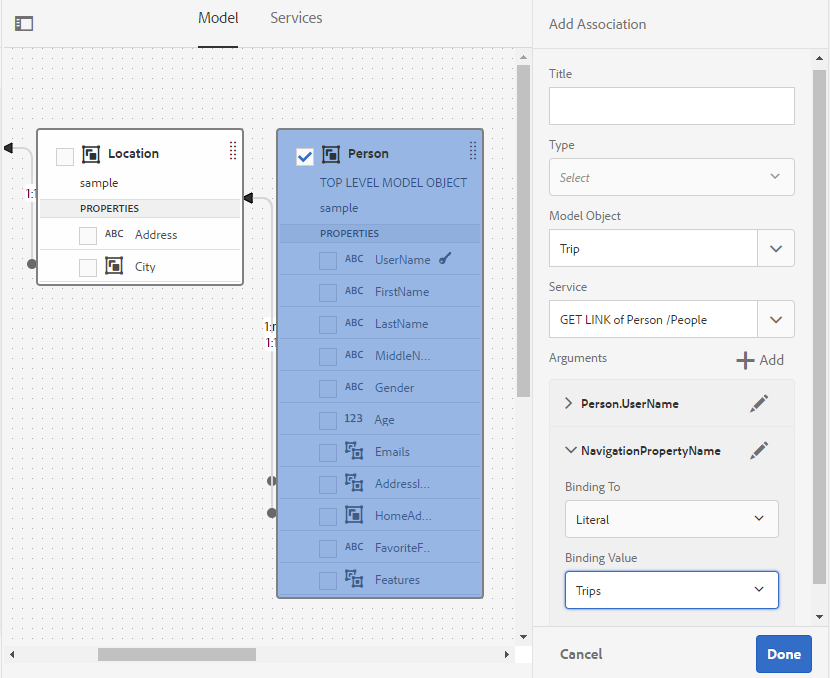 Model
Services
Location
sample
PROPERTIES
ABC Address
City
1:1
Person
TOP LEVEL MODEL OBJECT
sample
PROPERTIES
ABC UserName
ABC FirstName
ABC LastName
ABC MiddleN...
ABC Gender
123 Age
Emails
AddressI...
HomeAd...
ABC FavoriteF..
Features
Add Association
Title
Type
Select
Model Object
Trip
Service
GET LINK of Person /People
Arguments
Add
Person.UserName
NavigationPropertyName
Binding To
Literal
Binding Value
Trips
Cancel
Done